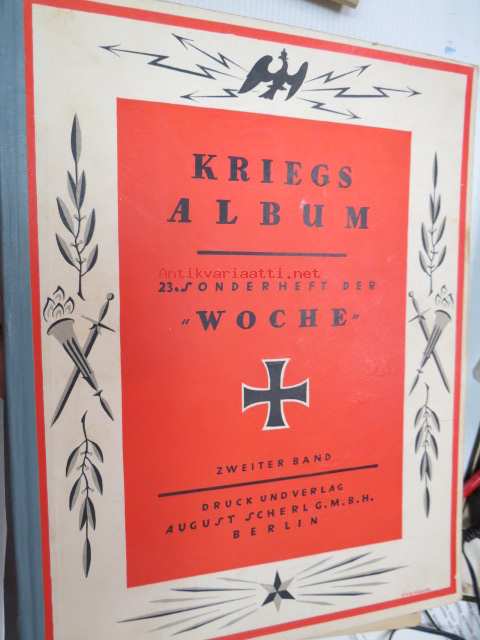 KRIEGS
ALBUM
Antikvariaatti.net
23. SONDERHEFT DER
"WOCHE"
ZWEITER BAND
DRUCK UND VERLAG
AUGUST SCHERL G.M.B.H.
BERLIN